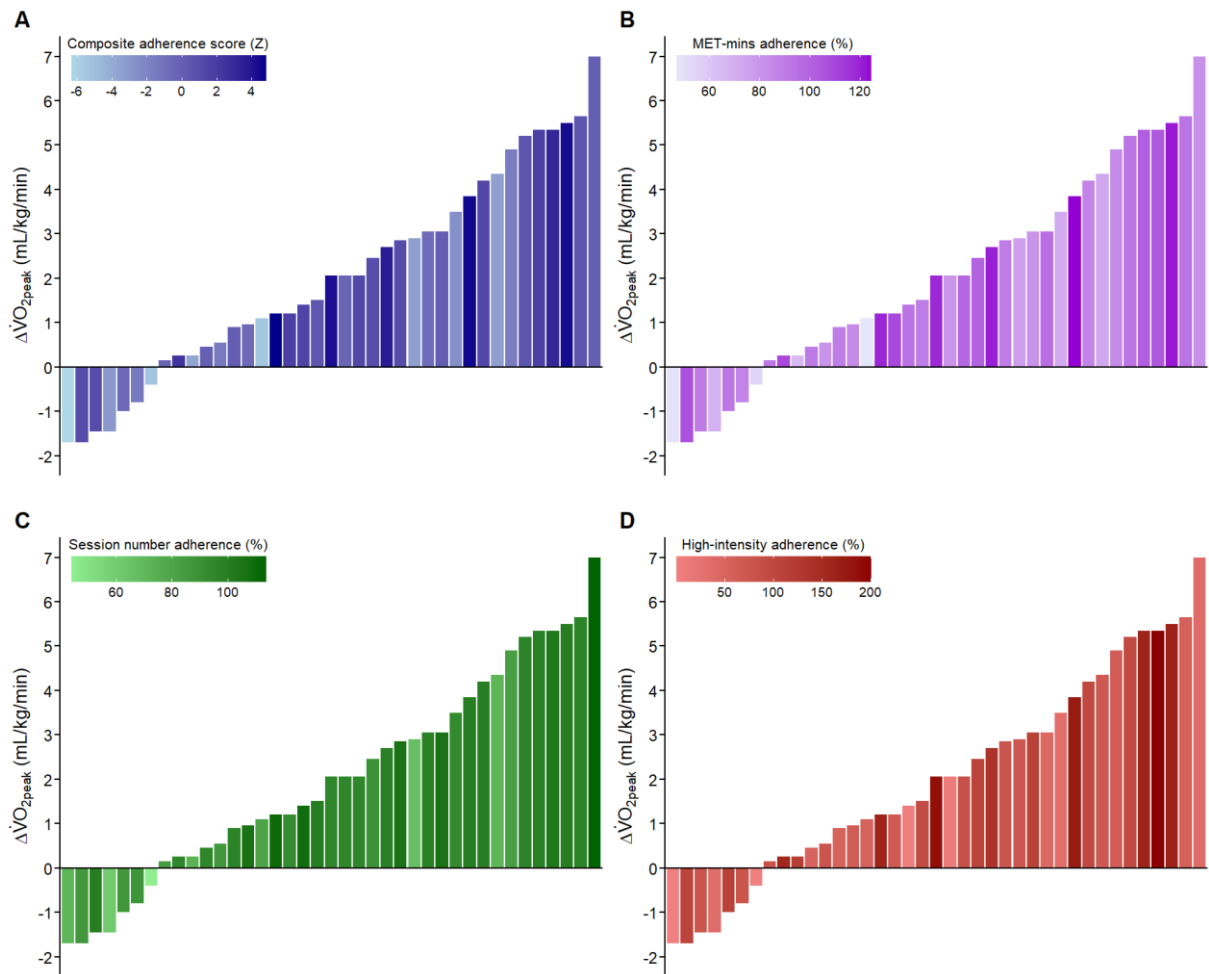 A
Composite adherence score (Z)
-6 -4 -2 0 2 4
7
6
5
4
3
2
1
0
-1
-2
ΔV̇O2peak (mL/kg/min)
B
MET-mins adherence (%)
60 80 100 120
7
6
5
4
3
2
1
0
-1
-2
ΔV̇O2peak (mL/kg/min)
C
Session number adherence (%)
60 80 100
7
6
5
4
3
2
1
0
-1
-2
ΔV̇O2peak (mL/kg/min)
D
High-intensity adherence (%)
50 100 150 200
7
6
5
4
3
2
1
0
-1
-2
ΔV̇O2peak (mL/kg/min)